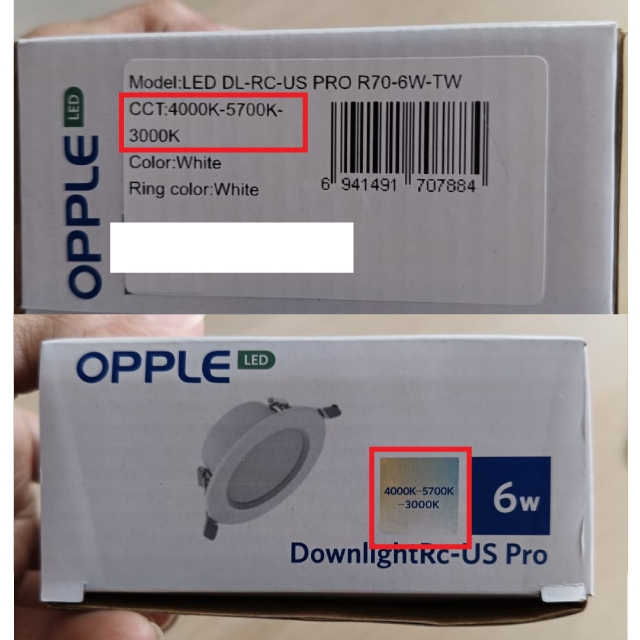 OPPLE LED
Model:LED DL-RC-US PRO R70-6W-TW
CCT:4000K-5700K-
3000K
Color:White
Ring color:White
6 941491 707884
OPPLE LED
4000K-5700K
-3000K
6w
DownlightRc-US Pro